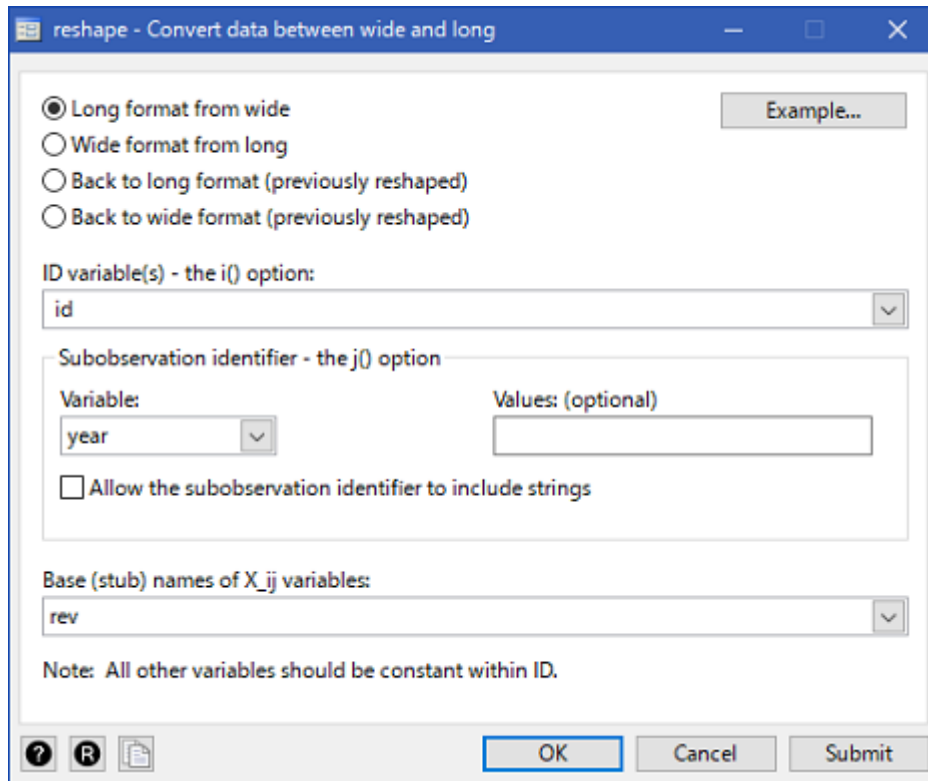 reshape - Convert data between wide and long
Long format from wide
Example...
Wide format from long
Back to long format (previously reshaped)
Back to wide format (previously reshaped)
ID variable(s) - the i() option:
id
Subobservation identifier - the j() option
Variable:
Values: (optional)
year
Allow the subobservation identifier to include strings
Base (stub) names of X_ij variables:
rev
Note: All other variables should be constant within ID.
? R OK Cancel Submit